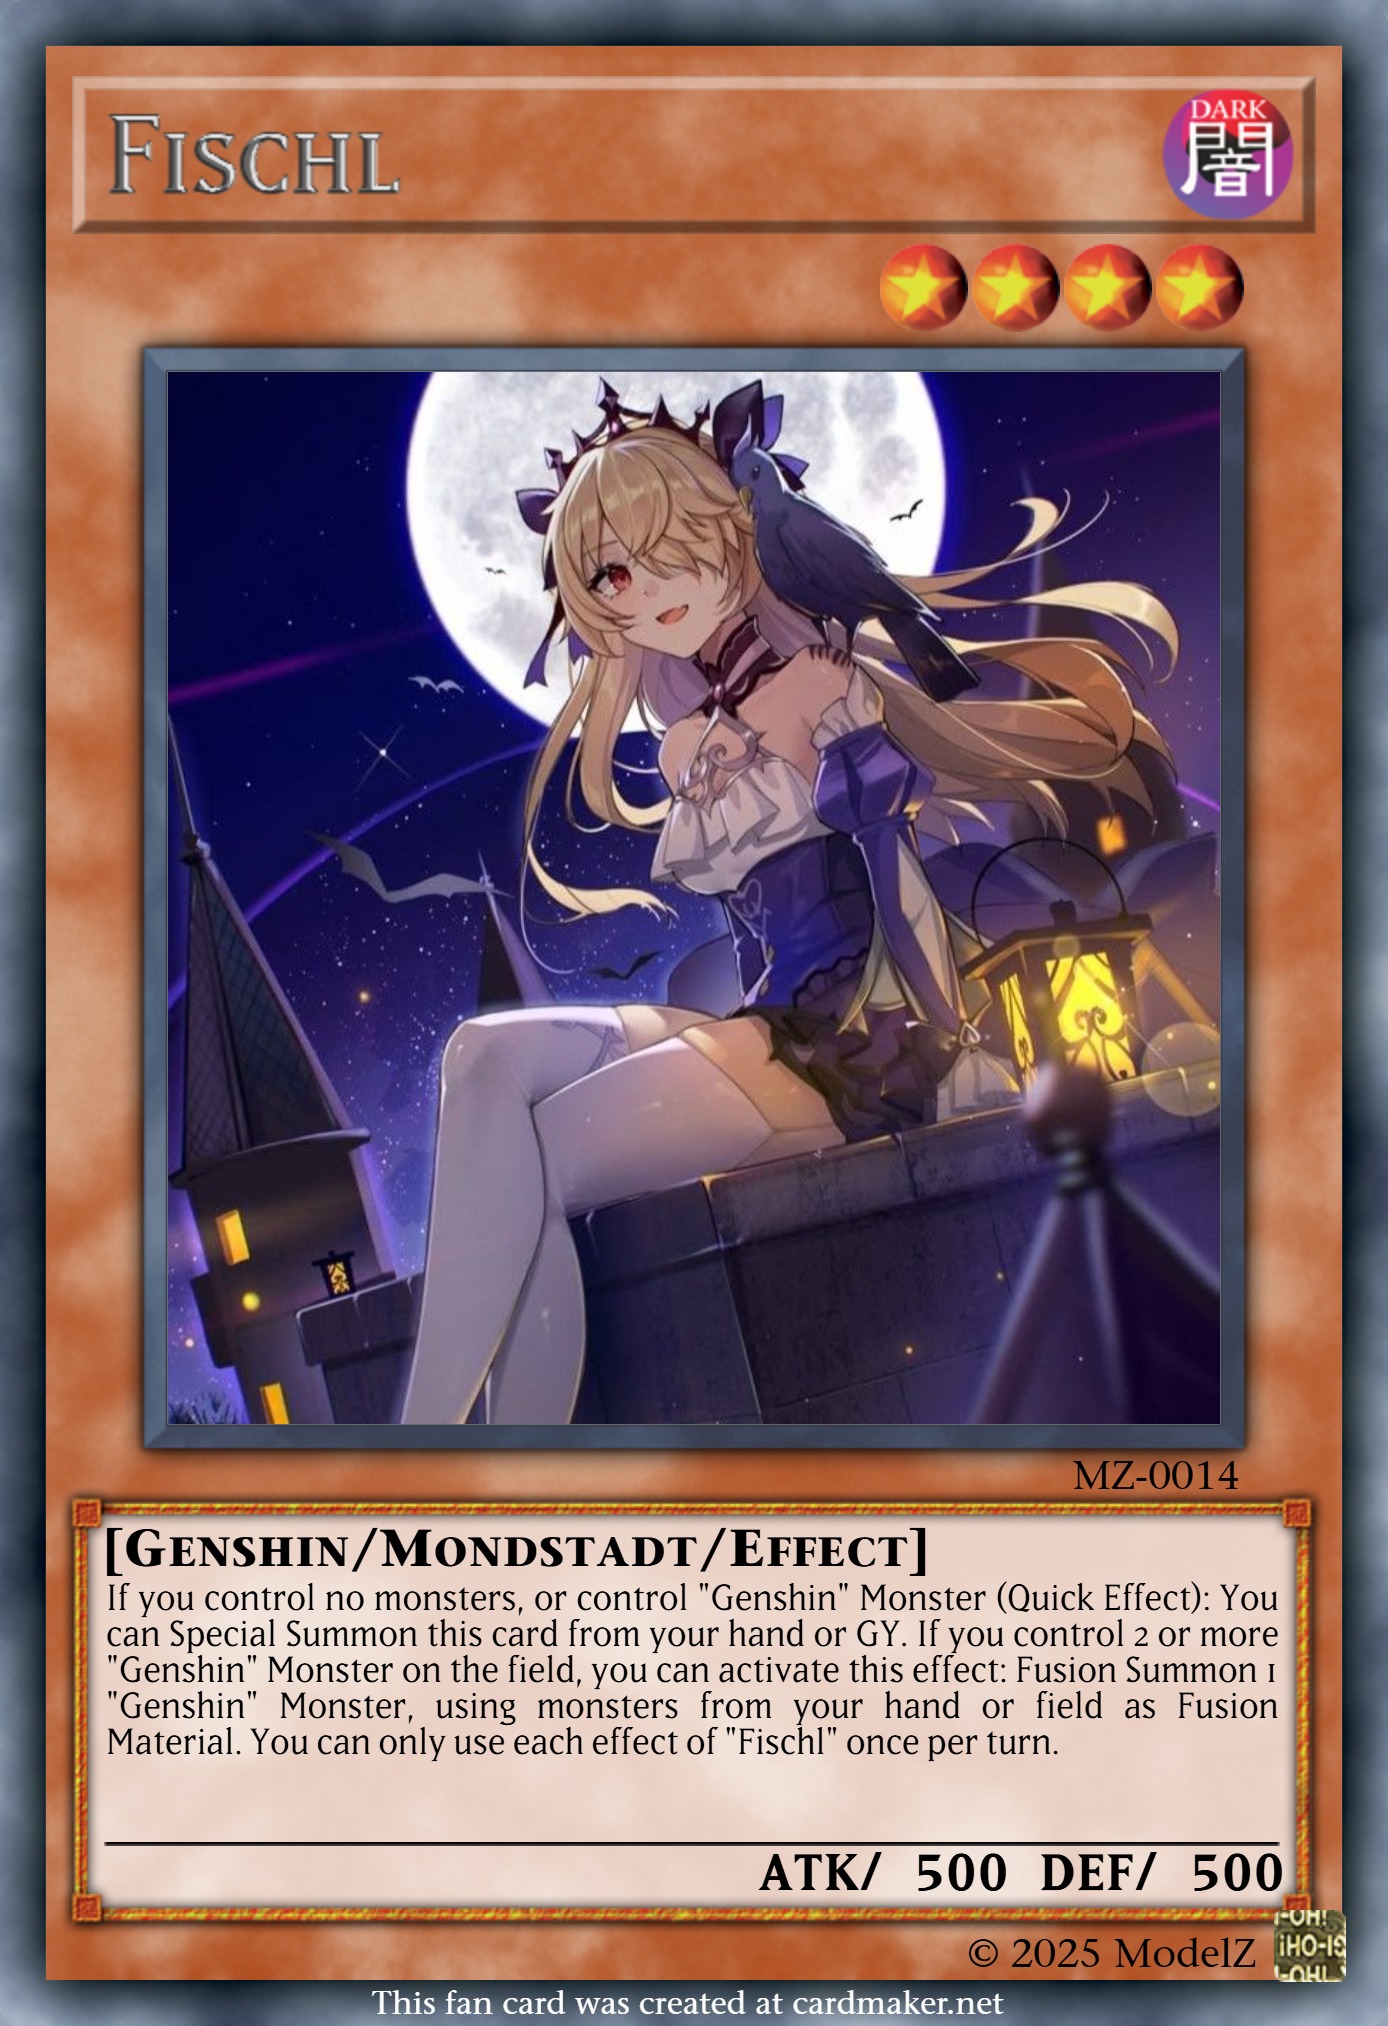 Fischl
DARK
闇
MZ-0014
[Genshin/Mondstadt/Effect]
If you control no monsters, or control "Genshin" Monster (Quick Effect): You
can Special Summon this card from your hand or GY. If you control 2 or more
"Genshin" Monster on the field, you can activate this effect: Fusion Summon 1
"Genshin" Monster, using monsters from your hand or field as Fusion
Material. You can only use each effect of "Fischl" once per turn.
ATK/ 500 DEF/ 500
© 2025 ModelZ
This fan card was created at cardmaker.net